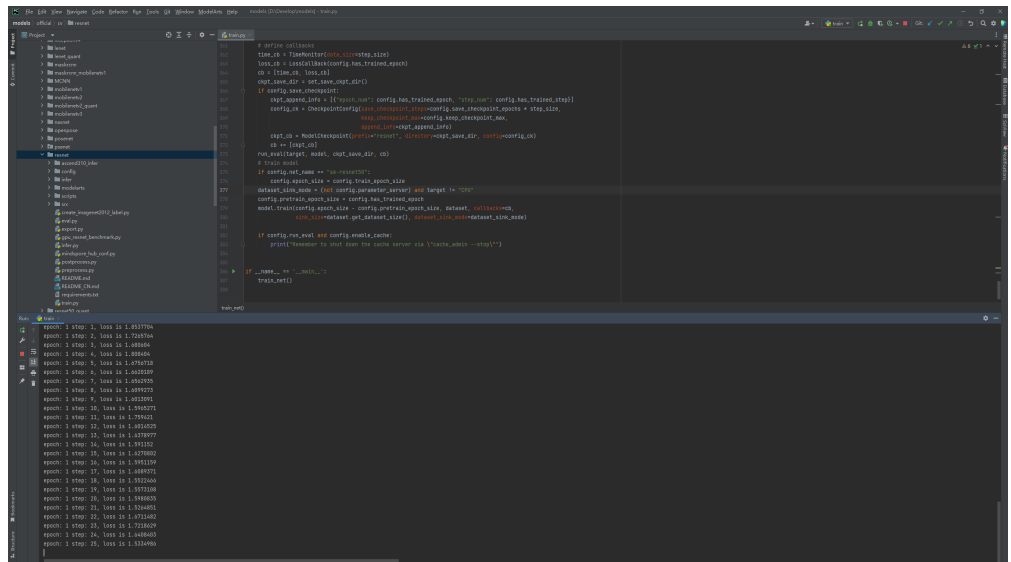 File Edit View Navigate Code Refactor Run Tools Git Window ModelArts Help models [D:\Develop\models] - train.py
models official cv resnet
train
Git:
Project
train.py
lenet
lenet_quant
maskrcnn
maskrcnn_mobilenetv1
MCNN
mobilenetv1
mobilenetv2
mobilenetv2_quant
mobilenetv3
nasnet
openpose
posenet
psenet
resnet
ascend310_infer
config
infer
modelarts
scripts
src
create_imagenet2012_label.py
eval.py
export.py
gpu_resnet_benchmark.py
infer.py
mindspore_hub_conf.py
postprocess.py
preprocess.py
README.md
README_CN.md
requirements.txt
train.py
resnet50_quant
# define callbacks
time_cb = TimeMonitor(data_size=step_size)
loss_cb = LossCallBack(config.has_trained_epoch)
cb = [time_cb, loss_cb]
ckpt_save_dir = set_save_ckpt_dir()
if config.save_checkpoint:
ckpt_append_info = [{"epoch_num": config.has_trained_epoch, "step_num": config.has_trained_step}]
config_ck = CheckpointConfig(save_checkpoint_steps=config.save_checkpoint_epochs * step_size,
keep_checkpoint_max=config.keep_checkpoint_max,
append_info=ckpt_append_info)
ckpt_cb = ModelCheckpoint(prefix="resnet", directory=ckpt_save_dir, config=config_ck)
cb += [ckpt_cb]
run_eval(target, model, ckpt_save_dir, cb)
# train model
if config.net_name == "se-resnet50":
config.epoch_size = config.train_epoch_size
377 dataset_sink_mode = (not config.parameter_server) and target != "CPU"
config.pretrain_epoch_size = config.has_trained_epoch
model.train(config.epoch_size - config.pretrain_epoch_size, dataset, callbacks=cb,
sink_size=dataset.get_dataset_size(), dataset_sink_mode=dataset_sink_mode)
if config.run_eval and config.enable_cache:
print("Remember to shut down the cache server via \"cache_admin --stop\"")
if __name__ == '__main__':
train_net()
train_net()
Run: train
epoch: 1 step: 1, loss is 1.8537704
epoch: 1 step: 2, loss is 1.7265764
epoch: 1 step: 3, loss is 1.680604
epoch: 1 step: 4, loss is 1.808404
epoch: 1 step: 5, loss is 1.6756718
epoch: 1 step: 6, loss is 1.6620189
epoch: 1 step: 7, loss is 1.6562935
epoch: 1 step: 8, loss is 1.6099273
epoch: 1 step: 9, loss is 1.6013091
epoch: 1 step: 10, loss is 1.5965271
epoch: 1 step: 11, loss is 1.759421
epoch: 1 step: 12, loss is 1.6014525
epoch: 1 step: 13, loss is 1.6378977
epoch: 1 step: 14, loss is 1.591152
epoch: 1 step: 15, loss is 1.6270802
epoch: 1 step: 16, loss is 1.5951159
epoch: 1 step: 17, loss is 1.6089371
epoch: 1 step: 18, loss is 1.5522466
epoch: 1 step: 19, loss is 1.5573108
epoch: 1 step: 20, loss is 1.5980835
epoch: 1 step: 21, loss is 1.5264851
epoch: 1 step: 22, loss is 1.6711482
epoch: 1 step: 23, loss is 1.7218629
epoch: 1 step: 24, loss is 1.6408403
epoch: 1 step: 25, loss is 1.5334986